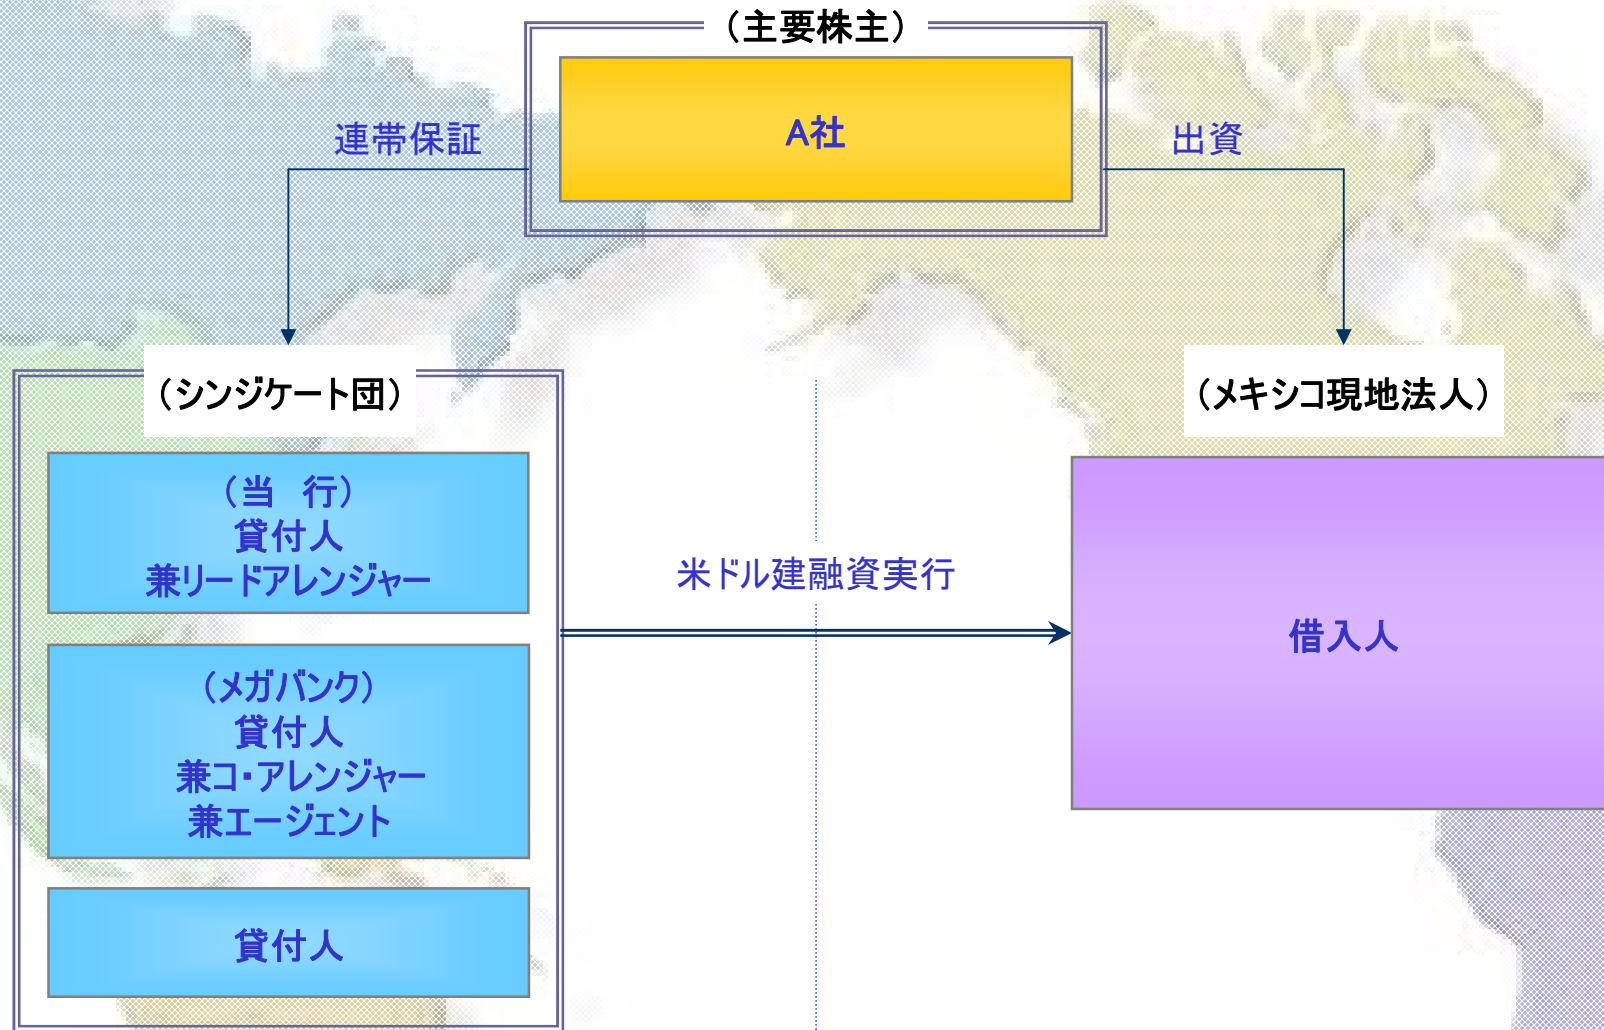 （主要株主）
A社
連帯保証
出資
（シンジケート団）
（メキシコ現地法人）
（当　行）
貸付人
兼リードアレンジャー
米ドル建融資実行
借入人
（メガバンク）
貸付人
兼コ・アレンジャー
兼エージェント
貸付人